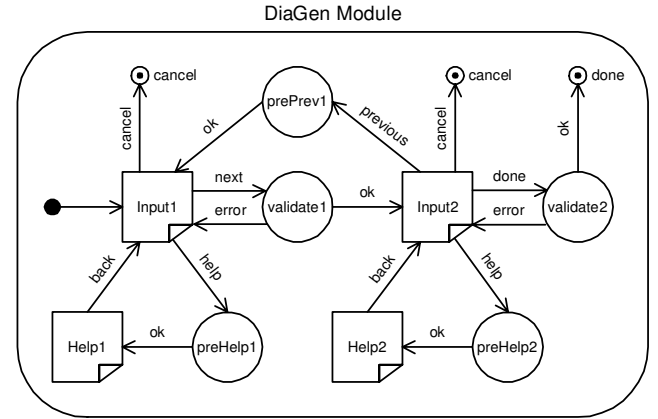 DiaGen Module
cancel
cancel
done
prePrev1
cancel
ok
previous
cancel
ok
Input1
next
error
validate1
ok
Input2
done
error
validate2
back
help
back
help
Help1
ok
preHelp1
Help2
ok
preHelp2